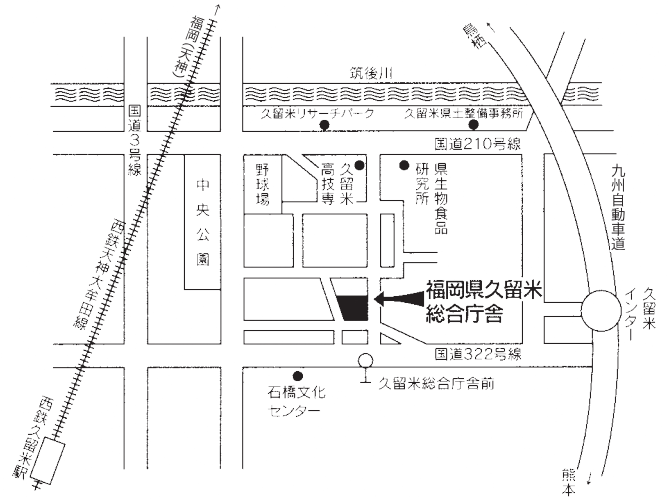 福岡(天神)
鳥栖
筑後川
久留米リサーチパーク
久留米県土整備事務所
国道3号線
国道210号線
中央公園
野球場
久留米
高技専
県生物食品
研究所
九州自動車道
西鉄天神大牟田線
福岡県久留米
総合庁舎
久留米
インター
国道322号線
石橋文化
センター
久留米総合庁舎前
西鉄久留米駅
熊本